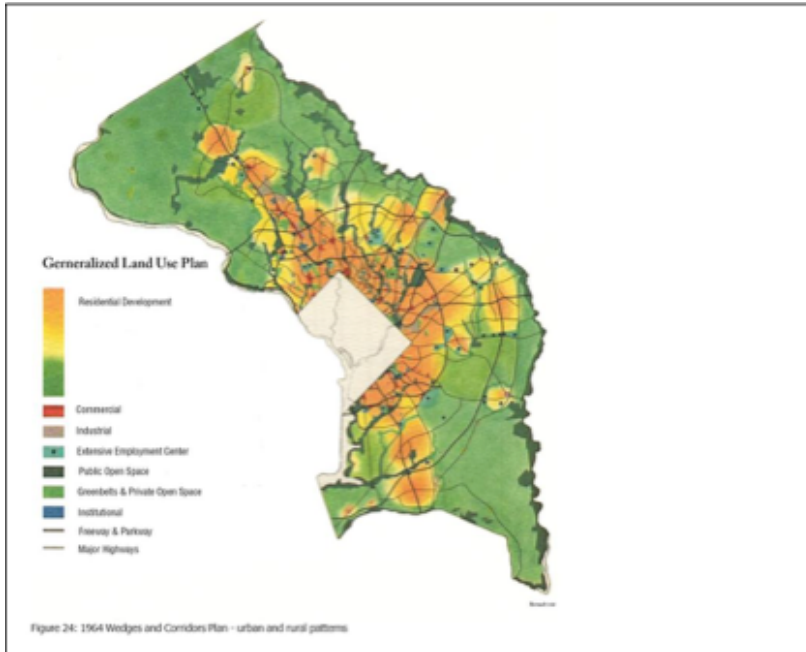 Gerneralized Land Use Plan
Residential Development
Commercial
Industrial
Extensive Employment Center
Public Open Space
Greenbelts & Private Open Space
Institutional
Freeway & Parkway
Major Highways
Figure 24: 1964 Wedges and Corridors Plan - urban and rural patterns